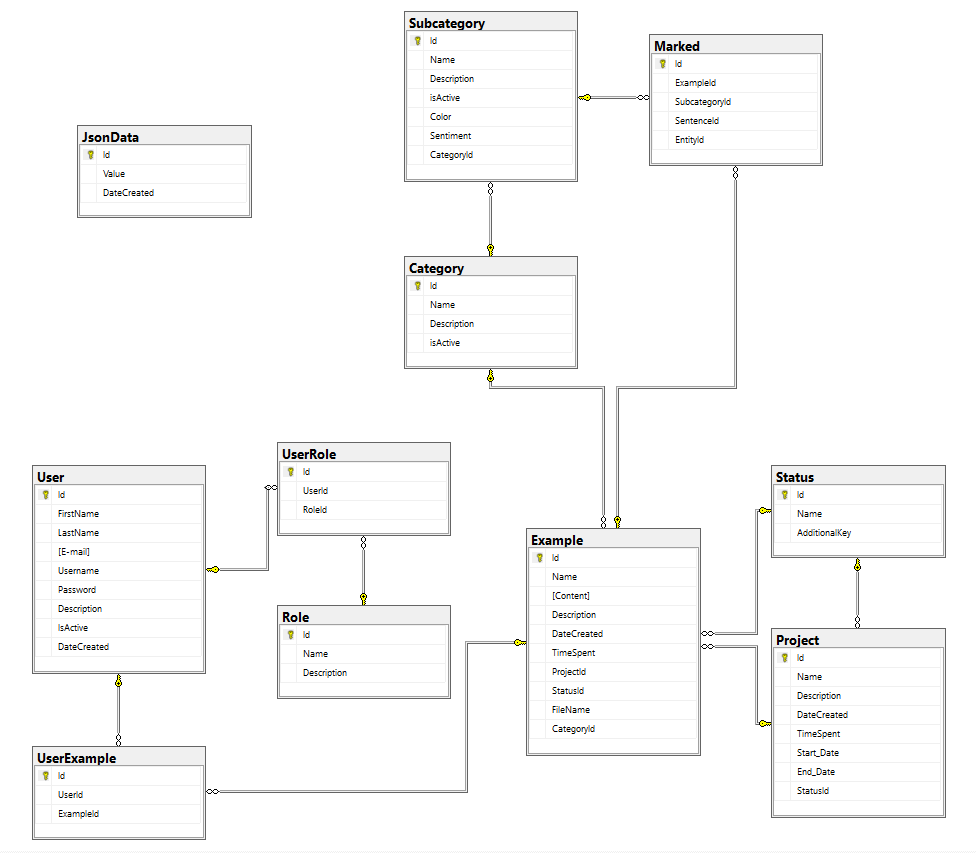 Subcategory
Id
Name
Description
isActive
Color
Sentiment
CategoryId
Marked
Id
ExampleId
SubcategoryId
SentenceId
EntityId
JsonData
Id
Value
DateCreated
Category
Id
Name
Description
isActive
UserRole
Id
UserId
RoleId
User
Id
FirstName
LastName
[E-mail]
Username
Password
Description
IsActive
DateCreated
Status
Id
Name
AdditionalKey
Example
Id
Name
[Content]
Description
DateCreated
TimeSpent
ProjectId
StatusId
FileName
CategoryId
Role
Id
Name
Description
Project
Id
Name
Description
DateCreated
TimeSpent
Start_Date
End_Date
StatusId
UserExample
Id
UserId
ExampleId